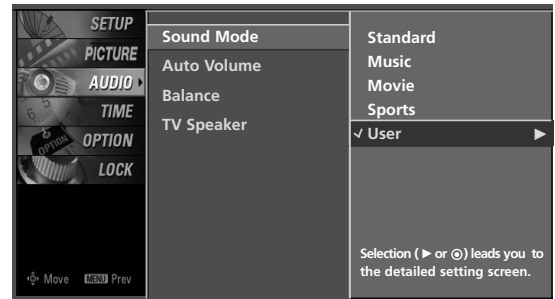 SETUP
PICTURE
AUDIO
TIME
OPTION
LOCK
Move MENU Prev
Sound Mode
Auto Volume
Balance
TV Speaker
Standard
Music
Movie
Sports
✓ User ►
Selection ( ► or ◉) leads you to
the detailed setting screen.